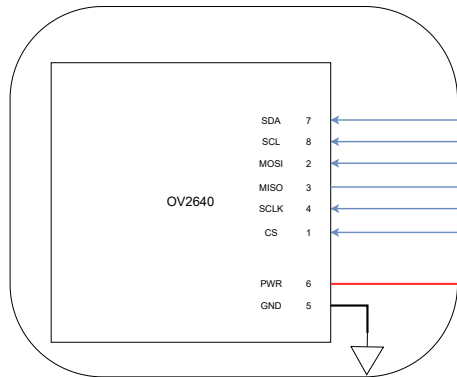 SDA 7
SCL 8
MOSI 2
MISO 3
OV2640
SCLK 4
CS 1
PWR 6
GND 5